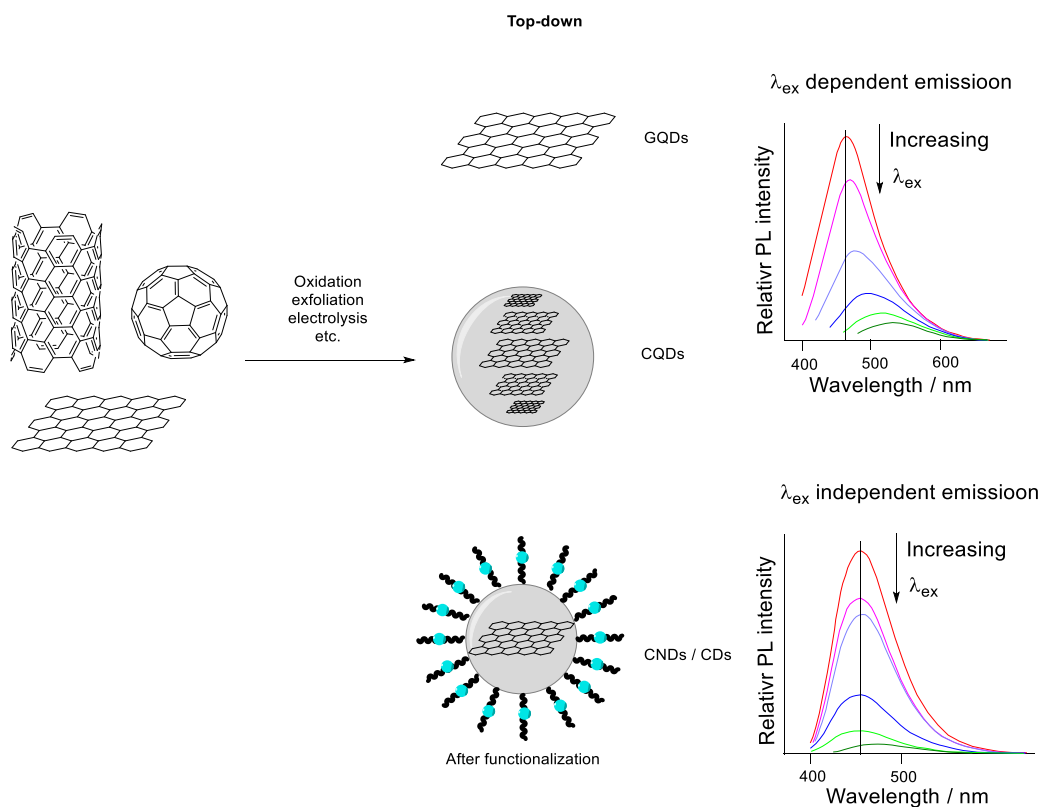 Top-down
λex dependent emissioon
GQDs
Increasing
λex
Relativr PL intensity
400 500 600
Wavelength / nm
Oxidation
exfoliation
electrolysis
etc.
CQDs
λex independent emissioon
Increasing
λex
Relativr PL intensity
CNDs / CDs
After functionalization
400 500
Wavelength / nm